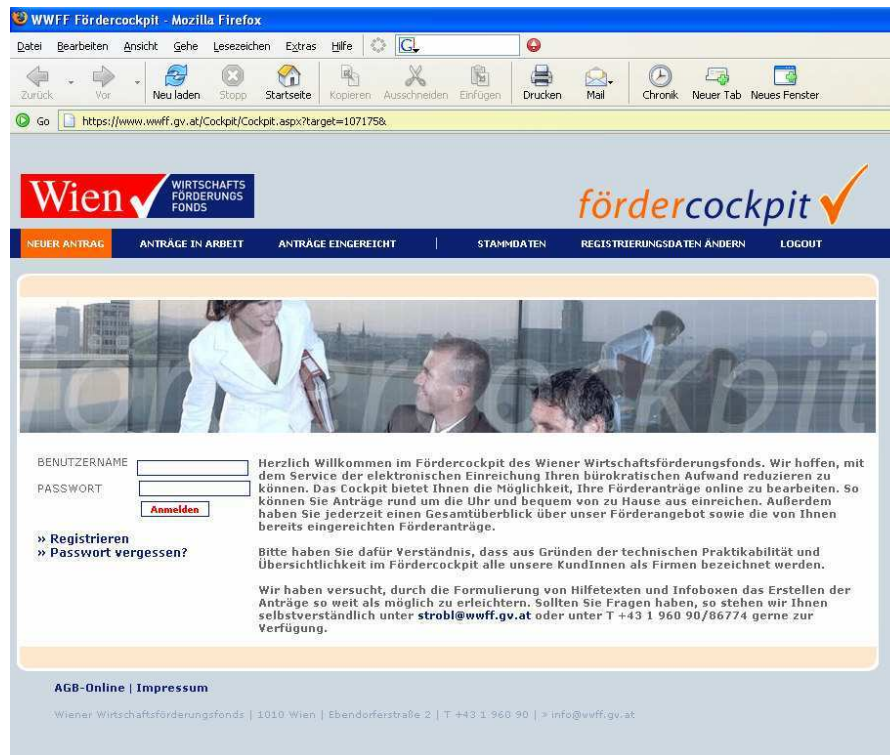 WWFF Fördercockpit - Mozilla Firefox
Datei Bearbeiten Ansicht Gehe Lesezeichen Extras Hilfe G
Zurück Vor Neu laden Stopp Startseite Kopieren Ausschneiden Einfügen Drucken Mail Chronik Neuer Tab Neues Fenster
Go https://www.wwff.gv.at/Cockpit/Cockpit.aspx?target=107175&
Wien WIRTSCHAFTS
FÖRDERUNGS
FONDS
fördercockpit
NEUER ANTRAG ANTRÄGE IN ARBEIT ANTRÄGE EINGEREICHT | STAMMDATEN REGISTRIERUNGSDATEN ÄNDERN LOGOUT
fördercockpit
BENUTZERNAME
PASSWORT
Anmelden
» Registrieren
» Passwort vergessen?
Herzlich Willkommen im Fördercockpit des Wiener Wirtschaftsförderungsfonds. Wir hoffen, mit
dem Service der elektronischen Einreichung Ihren bürokratischen Aufwand reduzieren zu
können. Das Cockpit bietet Ihnen die Möglichkeit, Ihre Förderanträge online zu bearbeiten. So
können Sie Anträge rund um die Uhr und bequem von zu Hause aus einreichen. Außerdem
haben Sie jederzeit einen Gesamtüberblick über unser Förderangebot sowie die von Ihnen
bereits eingereichten Förderanträge.
Bitte haben Sie dafür Verständnis, dass aus Gründen der technischen Praktikabilität und
Übersichtlichkeit im Fördercockpit alle unsere KundInnen als Firmen bezeichnet werden.
Wir haben versucht, durch die Formulierung von Hilfetexten und Infoboxen das Erstellen der
Anträge so weit als möglich zu erleichtern. Sollten Sie Fragen haben, so stehen wir Ihnen
selbstverständlich unter strobl@wwff.gv.at oder unter T +43 1 960 90/86774 gerne zur
Verfügung.
AGB-Online | Impressum
Wiener Wirtschaftsförderungsfonds | 1010 Wien | Ebendorferstraße 2 | T +43 1 960 90 | > info@wwff.gv.at